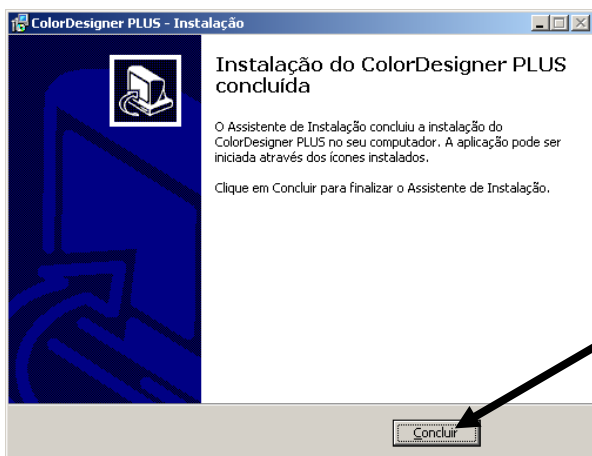 ColorDesigner PLUS - Instalação
Instalação do ColorDesigner PLUS
concluída
O Assistente de Instalação concluiu a instalação do
ColorDesigner PLUS no seu computador. A aplicação pode ser
iniciada através dos ícones instalados.
Clique em Concluir para finalizar o Assistente de Instalação.
Concluir